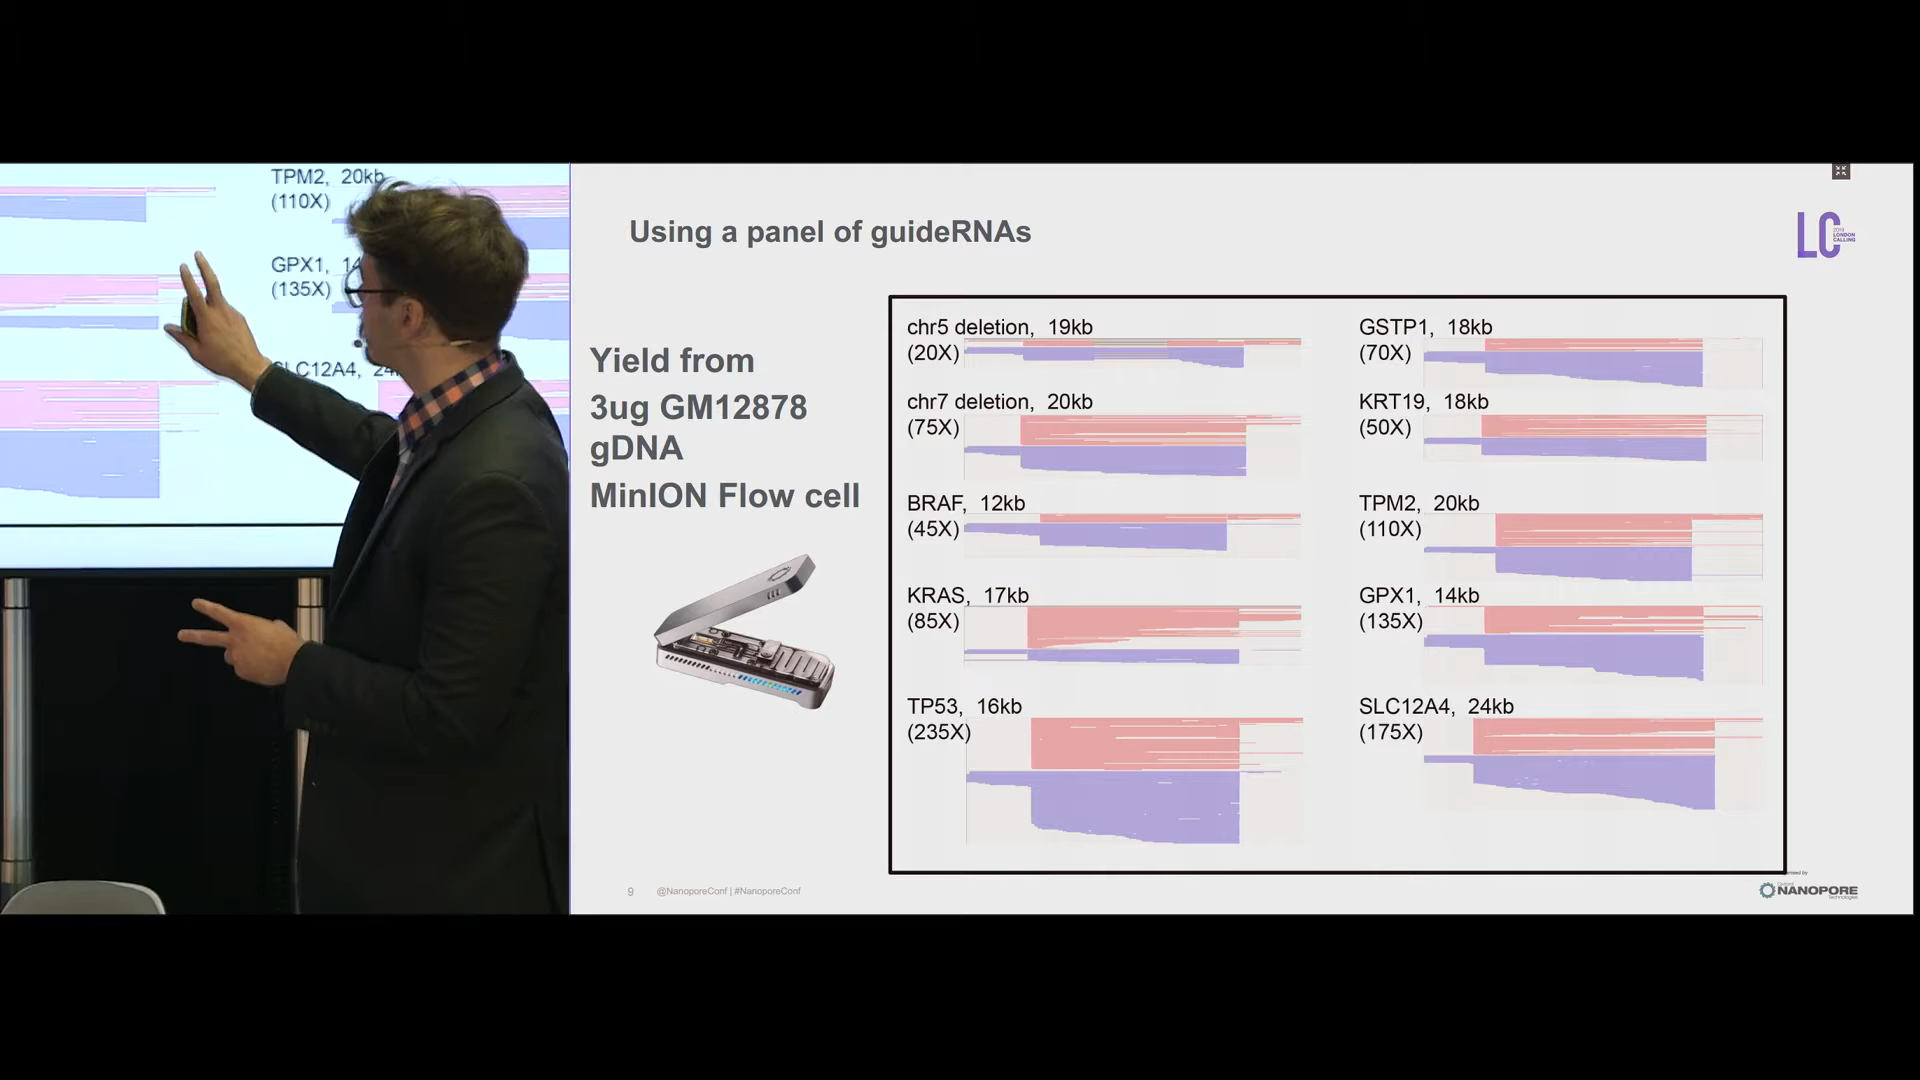 TPM2, 20kb
(110X)
GPX1, 14
(135X)
SLC12A4, 24
Using a panel of guideRNAs
LC
2019
LONDON
CALLING
Yield from
3ug GM12878
gDNA
MinION Flow cell
chr5 deletion, 19kb
(20X)
chr7 deletion, 20kb
(75X)
BRAF, 12kb
(45X)
KRAS, 17kb
(85X)
TP53, 16kb
(235X)
GSTP1, 18kb
(70X)
KRT19, 18kb
(50X)
TPM2, 20kb
(110X)
GPX1, 14kb
(135X)
SLC12A4, 24kb
(175X)
9 @NanoporeConf | #NanoporeConf
NANOPORE
Technologies